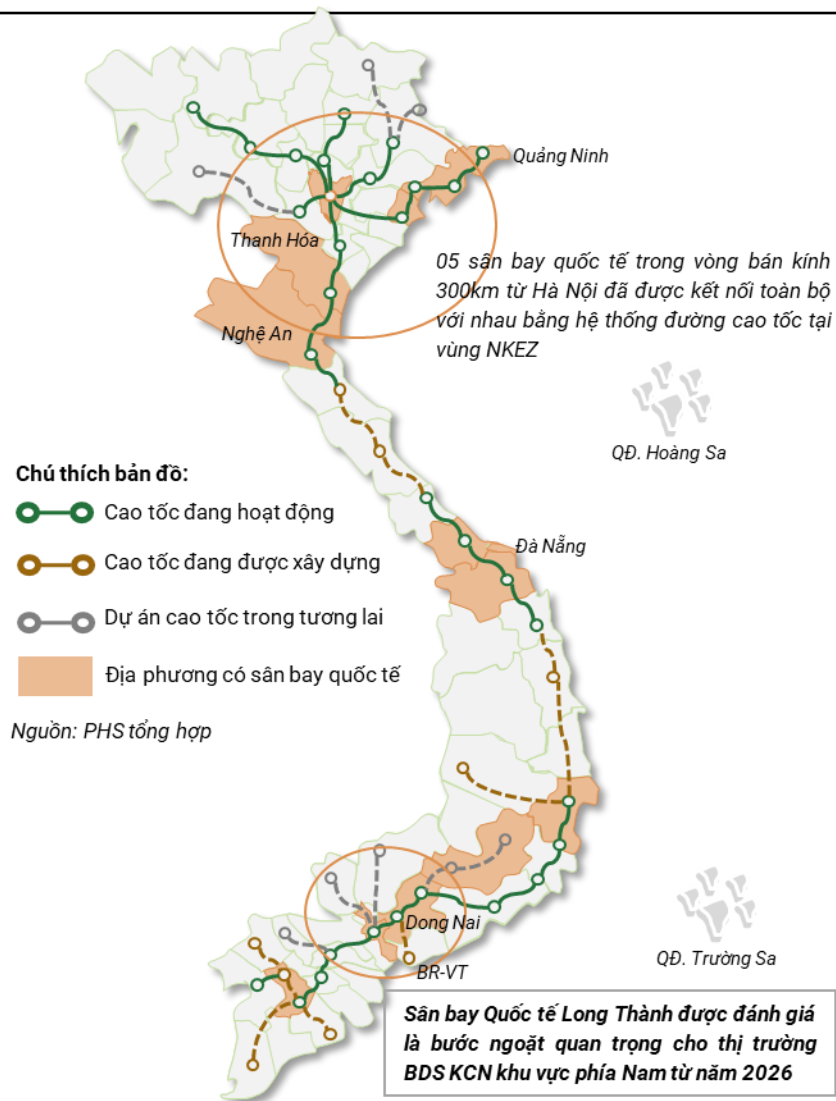 Quảng Ninh
Thanh Hóa
05 sân bay quốc tế trong vòng bán kính
300km từ Hà Nội đã được kết nối toàn bộ
với nhau bằng hệ thống đường cao tốc tại
vùng NKEZ
Nghệ An
QĐ. Hoàng Sa
Chú thích bản đồ:
Cao tốc đang hoạt động
Đà Nẵng
Cao tốc đang được xây dựng
Dự án cao tốc trong tương lai
Địa phương có sân bay quốc tế
Nguồn: PHS tổng hợp
Dong Nai
QĐ. Trường Sa
BR-VT
Sân bay Quốc tế Long Thành được đánh giá
là bước ngoặt quan trọng cho thị trường
BDS KCN khu vực phía Nam từ năm 2026